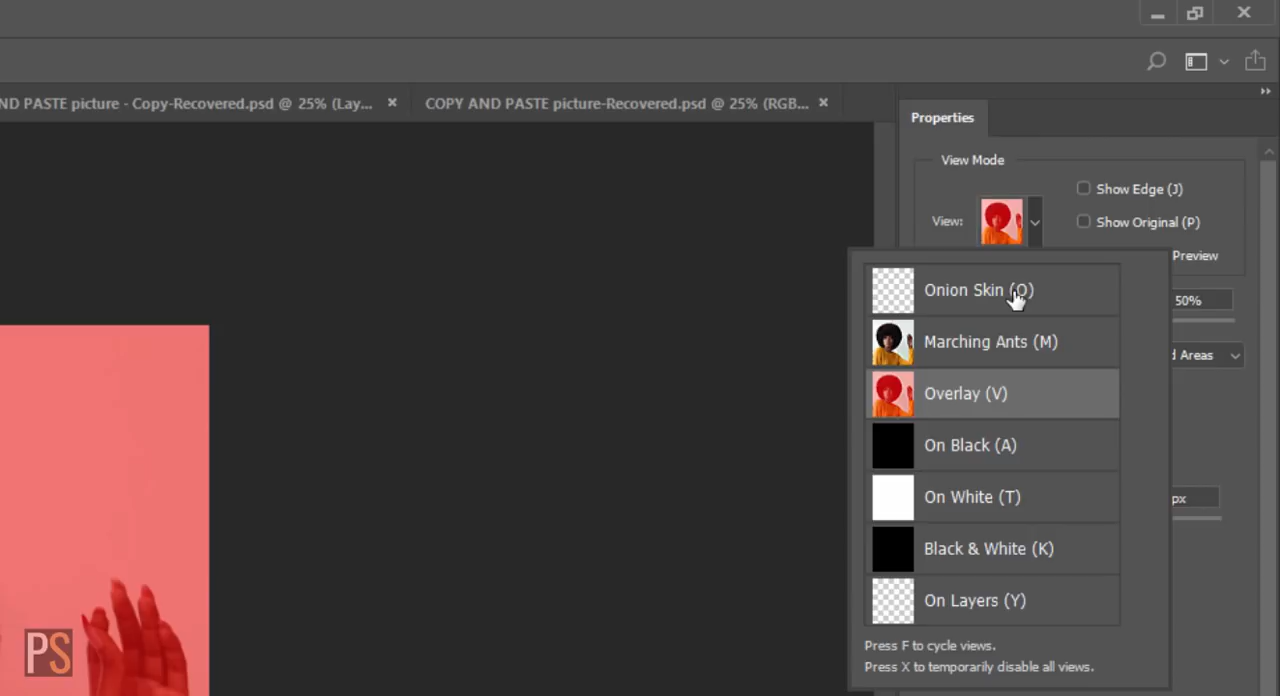 ND PASTE picture - Copy-Recovered.psd @ 25% (Lay...
COPY AND PASTE picture-Recovered.psd @ 25% (RGB...
Properties
View Mode
Show Edge (J)
View:
Show Original (P)
Preview
Onion Skin (O)
50%
Marching Ants (M)
d Areas
Overlay (V)
On Black (A)
On White (T)
px
Black & White (K)
On Layers (Y)
Press F to cycle views.
Press X to temporarily disable all views.
PS